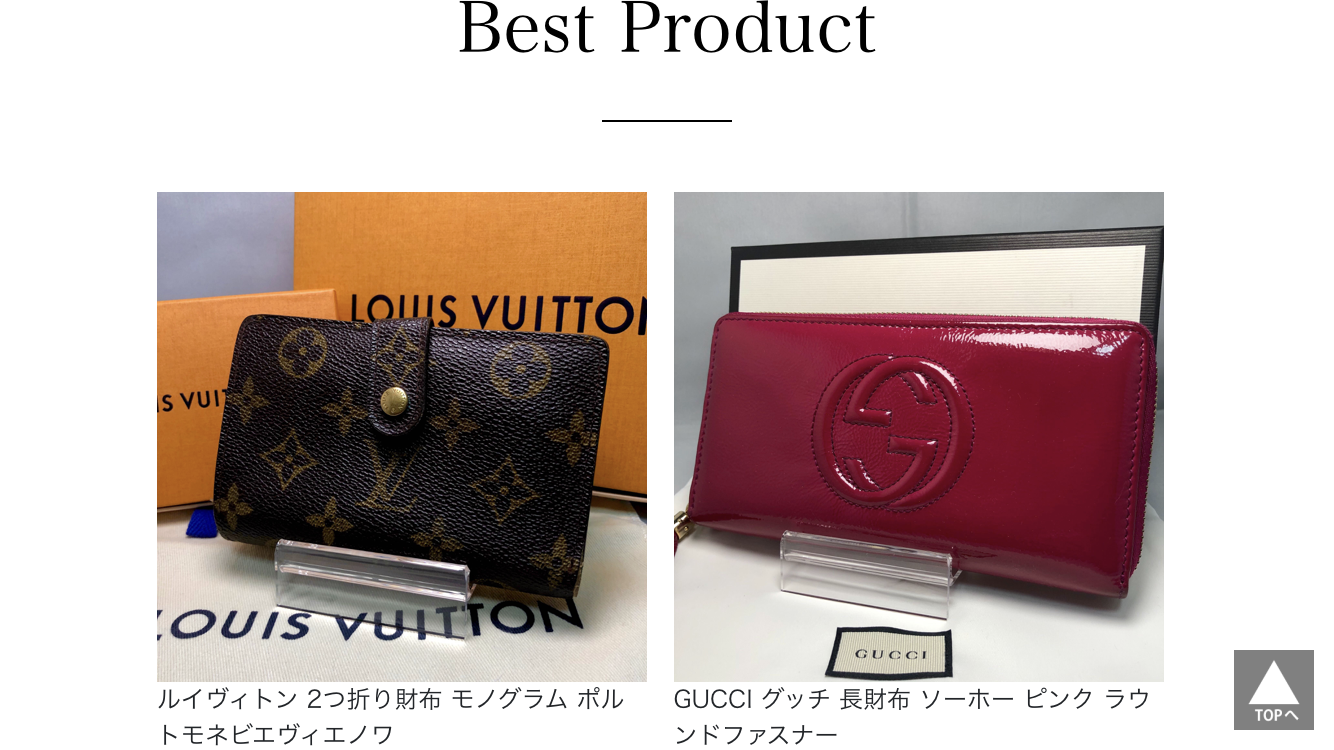 Best Product
LOUIS VUITTON
LOUIS VUITTON
GUCCI
ルイヴィトン 2つ折り財布 モノグラム ポル
トモネビエヴィエノワ
GUCCI グッチ 長財布 ソーホー ピンク ラウ
ンドファスナー
TOPへ